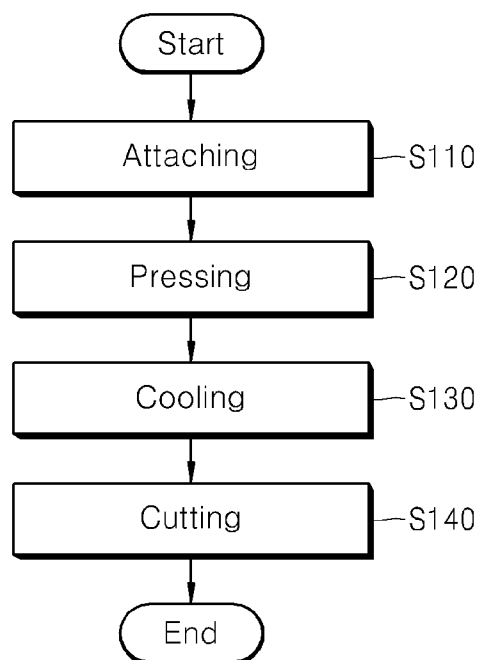 Start
Attaching
S110
Pressing
S120
Cooling
S130
Cutting
S140
End